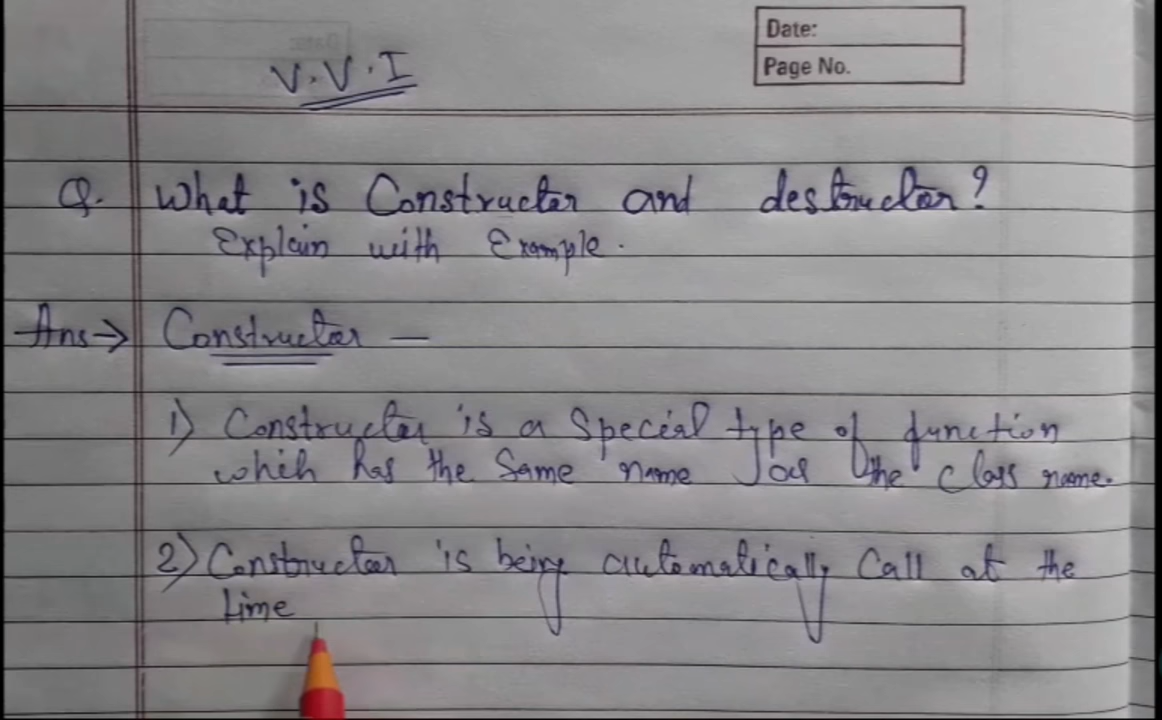 Date:
Page No.
V.V.I
Q. What is Constructor and destructor?
Explain with Example.
Ans→ Constructor —
1) Constructor is a Special type of function
which has the same name as the class name.
2) Constructor is being automatically Call at the
time